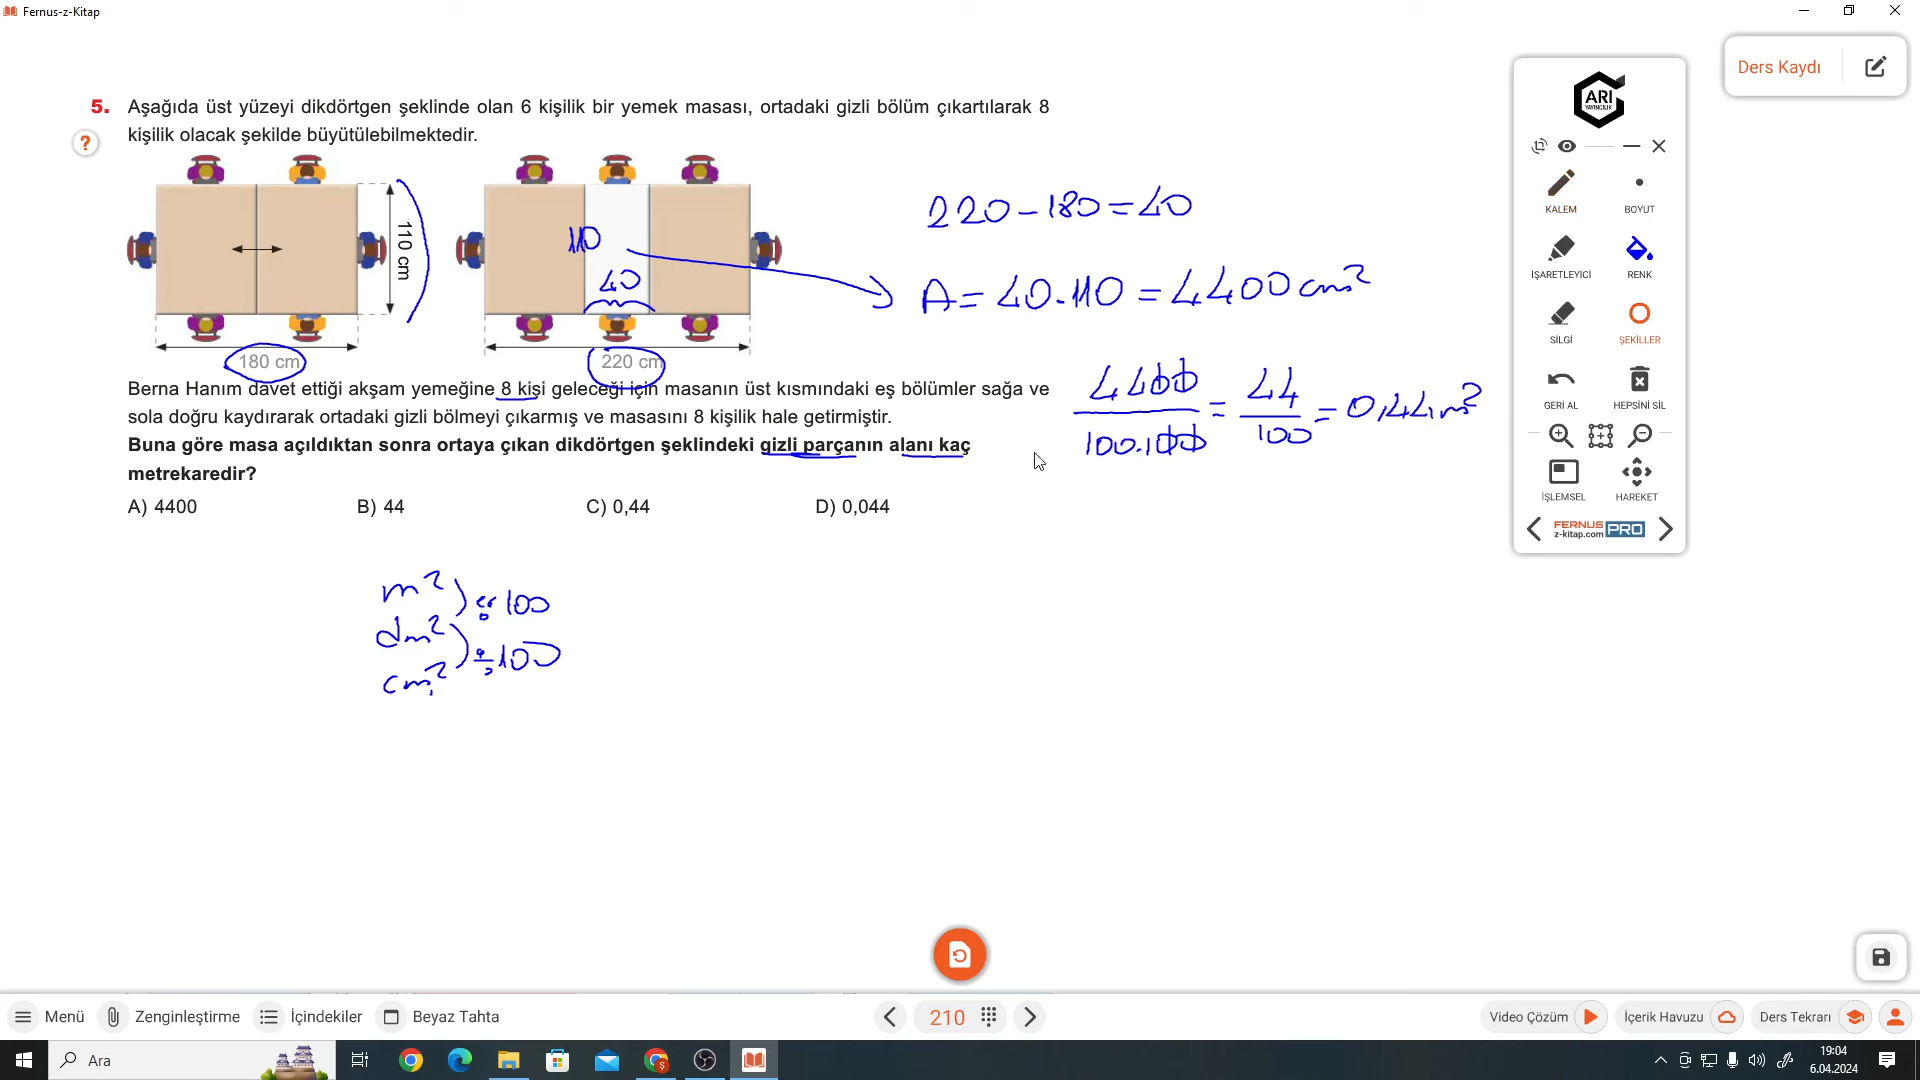 Fernus-z-Kitap
Ders Kaydı
5. Aşağıda üst yüzeyi dikdörtgen şeklinde olan 6 kişilik bir yemek masası, ortadaki gizli bölüm çıkartılarak 8
kişilik olacak şekilde büyütülebilmektedir.
?
110 cm
180 cm
110
40
220 cm
220-180=40
A=40.110=4400 cm²
4400
100.100
=
44
100
=0,44 m²
Berna Hanım davet ettiği akşam yemeğine 8 kişi geleceği için masanın üst kısmındaki eş bölümler sağa ve
sola doğru kaydırarak ortadaki gizli bölmeyi çıkarmış ve masasını 8 kişilik hale getirmiştir.
Buna göre masa açıldıktan sonra ortaya çıkan dikdörtgen şeklindeki gizli parçanın alanı kaç
metrekaredir?
A) 4400 B) 44 C) 0,44 D) 0,044
m² ÷100
dm² ÷100
cm²
ARI
YAYINCILIK
KALEM BOYUT
İŞARETLEYİCİ RENK
SİLGİ ŞEKİLLER
GERİ AL HEPSİNİ SİL
İŞLEMSEL HAREKET
FERNUS
z-kitap.com PRO
Menü Zenginleştirme İçindekiler Beyaz Tahta 210 Video Çözüm İçerik Havuzu Ders Tekrarı
Ara
19:04
6.04.2024